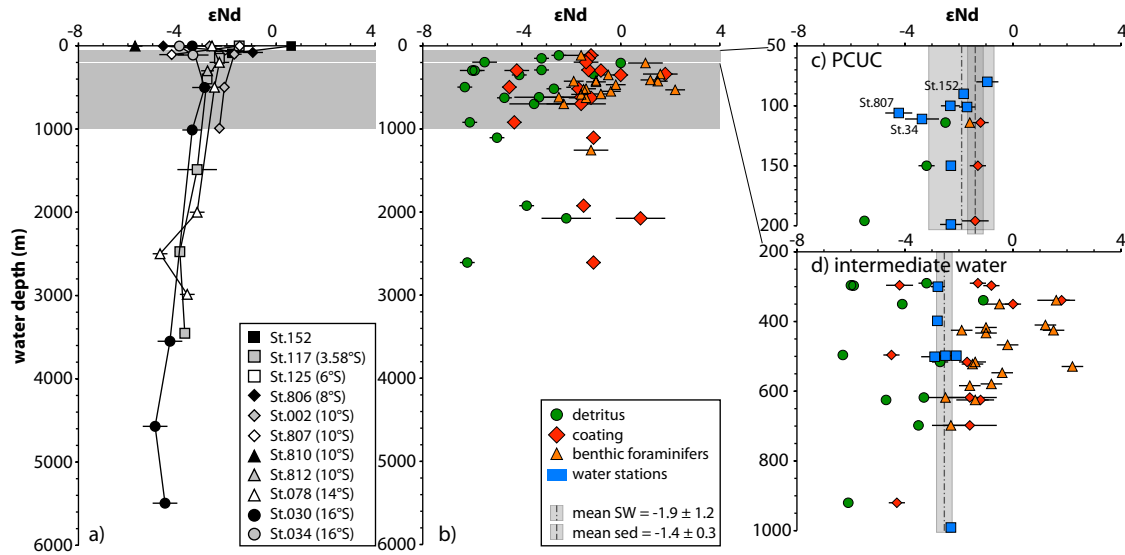 εNd
εNd
εNd
-8 -4 0 4
-8 -4 0 4
-8 -4 0 4
0
1000
2000
3000
4000
5000
6000
water depth (m)
a)
St.152
St.117 (3.58°S)
St.125 (6°S)
St.806 (8°S)
St.002 (10°S)
St.807 (10°S)
St.810 (10°S)
St.812 (10°S)
St.078 (14°S)
St.030 (16°S)
St.034 (16°S)
0
1000
2000
3000
4000
5000
6000
b)
detritus
coating
benthic foraminifers
water stations
mean SW = -1.9 ± 1.2
mean sed = -1.4 ± 0.3
50
100
150
200
c) PCUC
St.152
St.807
St.34
-8 -4 0 4
200
400
600
800
1000
d) intermediate water